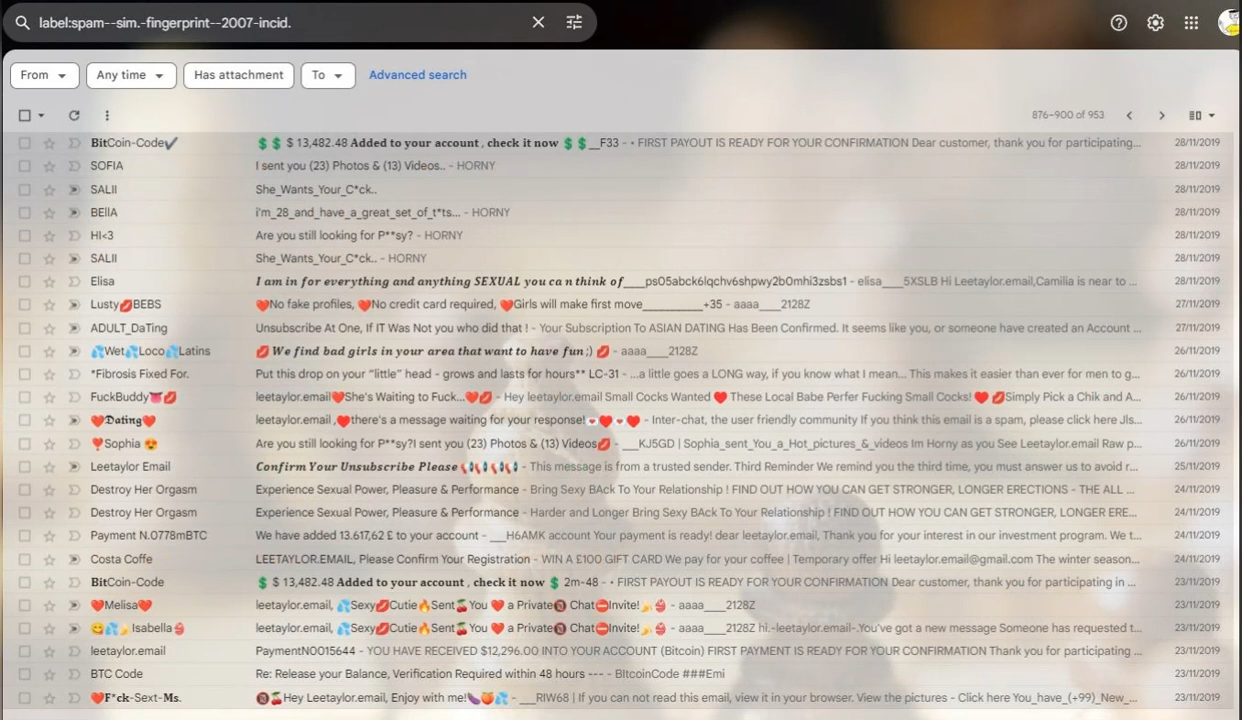 label:spam--sim.-fingerprint--2007-incid.
From Any time Has attachment To Advanced search
876–900 of 953
BitCoin-Code✔ 💲💲$ 13,482.48 Added to your account , check it now 💲💲__F33 - • FIRST PAYOUT IS READY FOR YOUR CONFIRMATION Dear customer, thank you for participating... 28/11/2019
SOFIA I sent you (23) Photos & (13) Videos.. - HORNY 28/11/2019
SALII She_Wants_Your_C*ck.. 28/11/2019
BEllA i'm_28_and_have_a_great_set_of_t*ts... - HORNY 28/11/2019
HI<3 Are you still looking for P**sy? - HORNY 28/11/2019
SALII She_Wants_Your_C*ck.. - HORNY 28/11/2019
Elisa I am in for everything and anything SEXUAL you ca n think of____ps05abck6lqchv6shpwy2b0mhi3zsbs1 - elisa____5XSLB Hi Leetaylor.email,Camilia is near to ... 28/11/2019
Lusty💋BEBS ❤️No fake profiles, ❤️No credit card required, ❤️Girls will make first move__________+35 - aaaa____2128Z 27/11/2019
ADULT_DaTing Unsubscribe At One, If IT Was Not you who did that ! - Your Subscription To ASIAN DATING Has Been Confirmed. It seems like you, or someone have created an Account ... 27/11/2019
💦Wet💦Loco💦Latins 💋 We find bad girls in your area that want to have fun ;) 💋 - aaaa____2128Z 26/11/2019
*Fibrosis Fixed For. Put this drop on your “little” head - grows and lasts for hours** LC-31 - ...a little goes a LONG way, if you know what I mean... This makes it easier than ever for men to g... 26/11/2019
FuckBuddy👅💋 leetaylor.email❤️She's Waiting to Fuck...❤️💋 - Hey leetaylor.email Small Cocks Wanted ❤️ These Local Babe Perfer Fucking Small Cocks! ❤️ 💋Simply Pick a Chik and A... 26/11/2019
❤️Dating❤️ leetaylor.email ,❤️there's a message waiting for your response!💌❤️💌❤️ - Inter-chat, the user friendly community If you think this email is a spam, please click here Jls... 26/11/2019
❣️Sophia 😍 Are you still looking for P**sy?I sent you (23) Photos & (13) Videos💋 - ___KJ5GD | Sophia_sent_You_a_Hot_pictures_&_videos Im Horny as you See Leetaylor.email Raw p... 26/11/2019
Leetaylor Email Confirm Your Unsubscribe Please 📢📢 📢📢 - This message is from a trusted sender. Third Reminder We remind you the third time, you must answer us to avoid r... 25/11/2019
Destroy Her Orgasm Experience Sexual Power, Pleasure & Performance - Bring Sexy BAck To Your Relationship ! FIND OUT HOW YOU CAN GET STRONGER, LONGER ERECTIONS - THE ALL ... 24/11/2019
Destroy Her Orgasm Experience Sexual Power, Pleasure & Performance - Harder and Longer Bring Sexy BAck To Your Relationship ! FIND OUT HOW YOU CAN GET STRONGER, LONGER ERE... 24/11/2019
Payment N.0778mBTC We have added 13.617,62 £ to your account - ___H6AMK account Your payment is ready! dear leetaylor.email, Thank you for your interest in our investment program. We t... 24/11/2019
Costa Coffe LEETAYLOR.EMAIL, Please Confirm Your Registration - WIN A £100 GIFT CARD We pay for your coffee | Temporary offer Hi leetaylor.email@gmail.com The winter season... 24/11/2019
BitCoin-Code 💲💲$ 13,482.48 Added to your account , check it now 💲 2m-48 - • FIRST PAYOUT IS READY FOR YOUR CONFIRMATION Dear customer, thank you for participating in ... 23/11/2019
❤️Melisa❤️ leetaylor.email, 💦Sexy💋Cutie🔥Sent🍒You ❤️ a Private🔞 Chat⛔Invite!🍌👙 - aaaa____2128Z 23/11/2019
😋💦🍌Isabella👙 leetaylor.email, 💦Sexy💋Cutie🔥Sent🍒You ❤️ a Private🔞 Chat⛔Invite!🍌👙 - aaaa____2128Z hi.-leetaylor.email-.You've got a new message Someone has requested t... 23/11/2019
leetaylor.email PaymentNO015644 - YOU HAVE RECEIVED $12,296.00 INTO YOUR ACCOUNT (Bitcoin) FIRST PAYMENT IS READY FOR YOUR CONFIRMATION Dear customer, Thank you for participating ... 23/11/2019
BTC Code Re: Release your Balance, Verification Required within 48 hours --- - BItcoinCode ###Emi 23/11/2019
❤️F*ck-Sext-Ms. 🔞🍒Hey Leetaylor.email, Enjoy with me!🍆🍑💦 - ___RIW68 | If you can not read this email, view it in your browser. View the pictures - Click here You_have_(+99)_New_... 23/11/2019